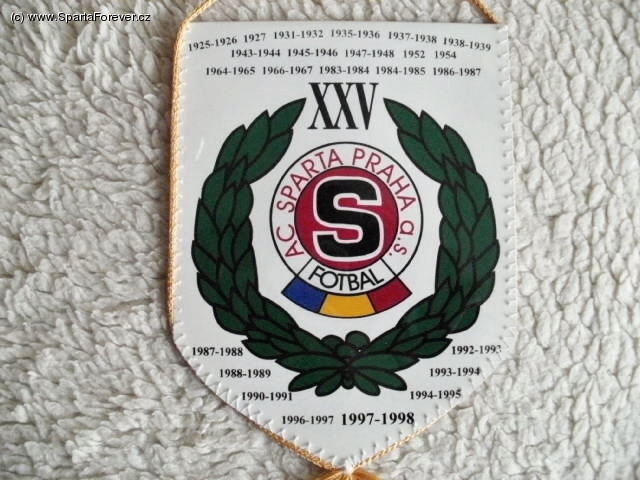 (c) www.SpartaForever.cz
1925-1926 1927 1931-1932 1935-1936 1937-1938 1938-1939
1943-1944 1945-1946 1947-1948 1952 1954
1964-1965 1966-1967 1983-1984 1984-1985 1986-1987
XXV
AC SPARTA PRAHA a.s.
S
FOTBAL
1987-1988 1992-1993
1988-1989 1993-1994
1990-1991 1994-1995
1996-1997 1997-1998